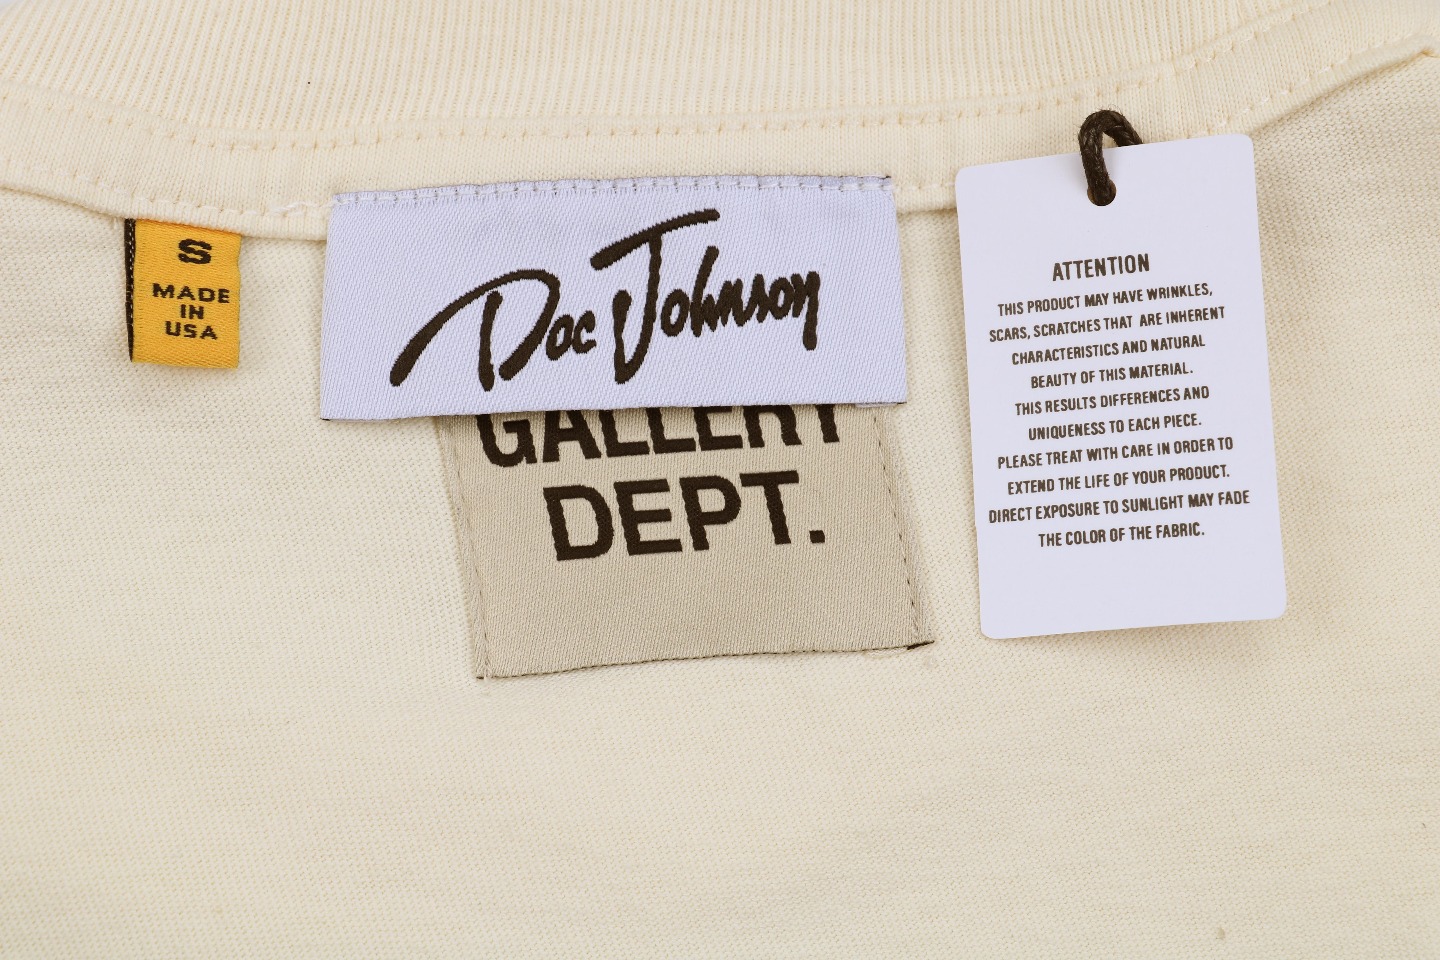 S
MADE
IN
USA
Doc Johnson
GALLERY
DEPT.
ATTENTION
THIS PRODUCT MAY HAVE WRINKLES,
SCARS, SCRATCHES THAT ARE INHERENT
CHARACTERISTICS AND NATURAL
BEAUTY OF THIS MATERIAL.
THIS RESULTS DIFFERENCES AND
UNIQUENESS TO EACH PIECE.
PLEASE TREAT WITH CARE IN ORDER TO
EXTEND THE LIFE OF YOUR PRODUCT.
DIRECT EXPOSURE TO SUNLIGHT MAY FADE
THE COLOR OF THE FABRIC.